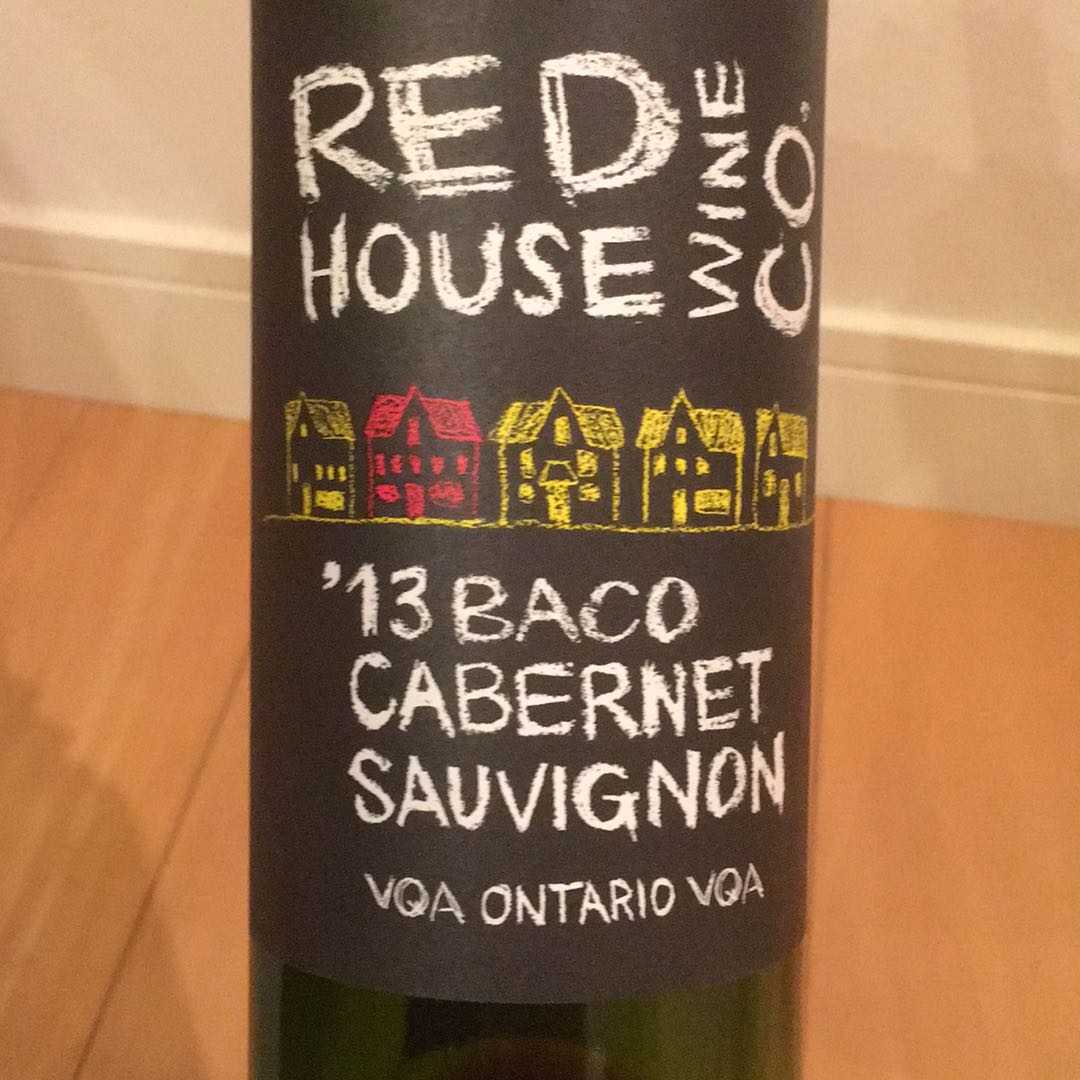 RED
HOUSE
WINE
CO.
'13 BACO
CABERNET
SAUVIGNON
VQA ONTARIO VQA